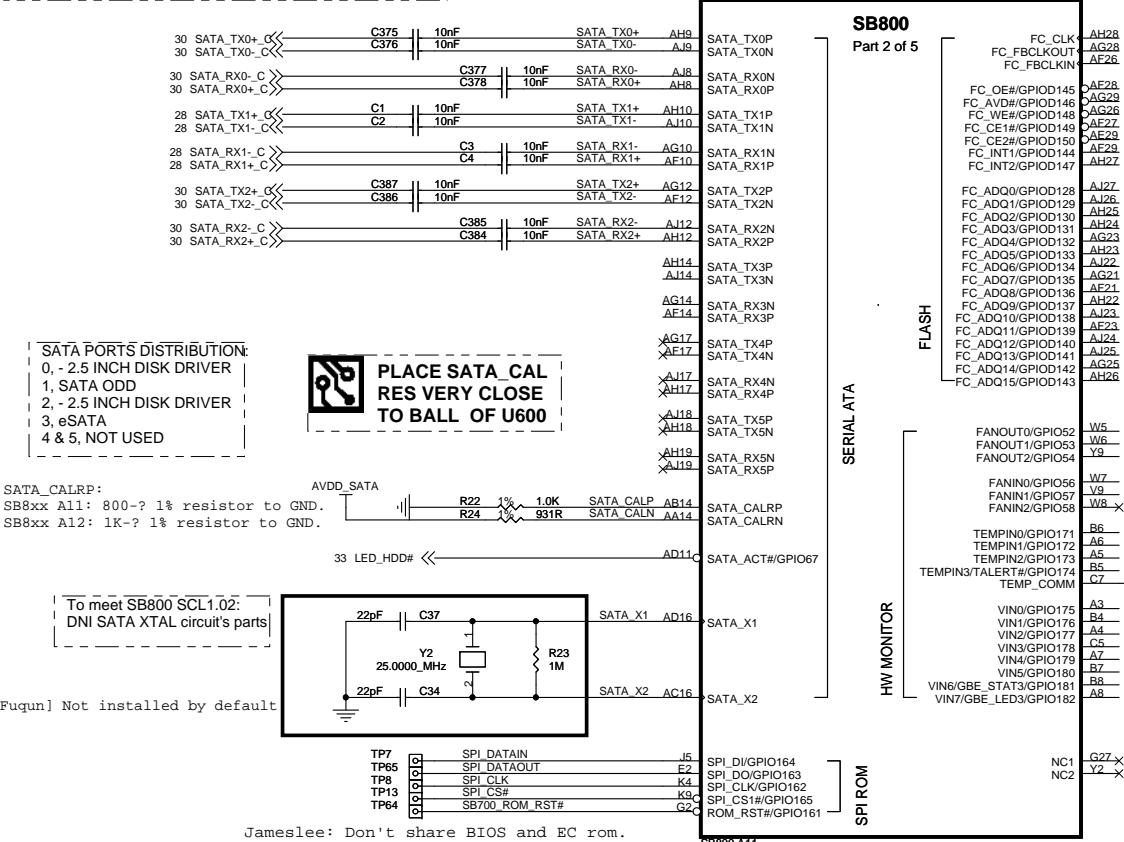 SB800
Part 2 of 5
30 SATA_TX0+_C C375 10nF SATA_TX0+ AH9 SATA_TX0P
30 SATA_TX0-_C C376 10nF SATA_TX0- AJ9 SATA_TX0N
30 SATA_RX0-_C C377 10nF SATA_RX0- AJ8 SATA_RX0N
30 SATA_RX0+_C C378 10nF SATA_RX0+ AH8 SATA_RX0P
28 SATA_TX1+_C C1 10nF SATA_TX1+ AH10 SATA_TX1P
28 SATA_TX1-_C C2 10nF SATA_TX1- AJ10 SATA_TX1N
28 SATA_RX1-_C C3 10nF SATA_RX1- AG10 SATA_RX1N
28 SATA_RX1+_C C4 10nF SATA_RX1+ AF10 SATA_RX1P
30 SATA_TX2+_C C387 10nF SATA_TX2+ AG12 SATA_TX2P
30 SATA_TX2-_C C386 10nF SATA_TX2- AF12 SATA_TX2N
30 SATA_RX2-_C C385 10nF SATA_RX2- AJ12 SATA_RX2N
30 SATA_RX2+_C C384 10nF SATA_RX2+ AH12 SATA_RX2P
AH14 SATA_TX3P
AJ14 SATA_TX3N
AG14 SATA_RX3N
AF14 SATA_RX3P
AG17 SATA_TX4P
AF17 SATA_TX4N
AJ17 SATA_RX4N
AH17 SATA_RX4P
AJ18 SATA_TX5P
AH18 SATA_TX5N
AH19 SATA_RX5N
AJ19 SATA_RX5P
SATA PORTS DISTRIBUTION:
0, - 2.5 INCH DISK DRIVER
1, SATA ODD
2, - 2.5 INCH DISK DRIVER
3, eSATA
4 & 5, NOT USED
PLACE SATA_CAL
RES VERY CLOSE
TO BALL OF U600
SATA_CALRP:
SB8xx A11: 800-? 1% resistor to GND.
SB8xx A12: 1K-? 1% resistor to GND.
AVDD_SATA
R22 1% 1.0K SATA_CALP AB14 SATA_CALRP
R24 1% 931R SATA_CALN AA14 SATA_CALRN
33 LED_HDD# AD11 SATA_ACT#/GPIO67
To meet SB800 SCL1.02:
DNI SATA XTAL circuit's parts
22pF C37 SATA_X1 AD16 SATA_X1
1
Y2
25.0000_MHz
R23
1M
2
22pF C34 SATA_X2 AC16 SATA_X2
Fuqun] Not installed by default
TP7 SPI_DATAIN J5 SPI_DI/GPIO164
TP65 SPI_DATAOUT E2 SPI_DO/GPIO163
TP8 SPI_CLK K4 SPI_CLK/GPIO162
TP13 SPI_CS# K9 SPI_CS1#/GPIO165
TP64 SB700_ROM_RST# G2 ROM_RST#/GPIO161
Jameslee: Don't share BIOS and EC rom.
SERIAL ATA
SPI ROM
FLASH
HW MONITOR
FC_CLK AH28
FC_FBCLKOUT AG28
FC_FBCLKIN AF26
FC_OE#/GPIOD145 AF28
FC_AVD#/GPIOD146 AG29
FC_WE#/GPIOD148 AG26
FC_CE1#/GPIOD149 AF27
FC_CE2#/GPIOD150 AE29
FC_INT1/GPIOD144 AF29
FC_INT2/GPIOD147 AH27
FC_ADQ0/GPIOD128 AJ27
FC_ADQ1/GPIOD129 AJ26
FC_ADQ2/GPIOD130 AH25
FC_ADQ3/GPIOD131 AH24
FC_ADQ4/GPIOD132 AG23
FC_ADQ5/GPIOD133 AH23
FC_ADQ6/GPIOD134 AJ22
FC_ADQ7/GPIOD135 AG21
FC_ADQ8/GPIOD136 AF21
FC_ADQ9/GPIOD137 AH22
FC_ADQ10/GPIOD138 AJ23
FC_ADQ11/GPIOD139 AF23
FC_ADQ12/GPIOD140 AJ24
FC_ADQ13/GPIOD141 AJ25
FC_ADQ14/GPIOD142 AG25
FC_ADQ15/GPIOD143 AH26
FANOUT0/GPIO52 W5
FANOUT1/GPIO53 W6
FANOUT2/GPIO54 Y9
FANIN0/GPIO56 W7
FANIN1/GPIO57 V9
FANIN2/GPIO58 W8
TEMPIN0/GPIO171 B6
TEMPIN1/GPIO172 A6
TEMPIN2/GPIO173 A5
TEMPIN3/TALERT#/GPIO174 B5
TEMP_COMM C7
VIN0/GPIO175 A3
VIN1/GPIO176 B4
VIN2/GPIO177 A4
VIN3/GPIO178 C5
VIN4/GPIO179 A7
VIN5/GPIO180 B7
VIN6/GBE_STAT3/GPIO181 B8
VIN7/GBE_LED3/GPIO182 A8
NC1 G27
NC2 Y2